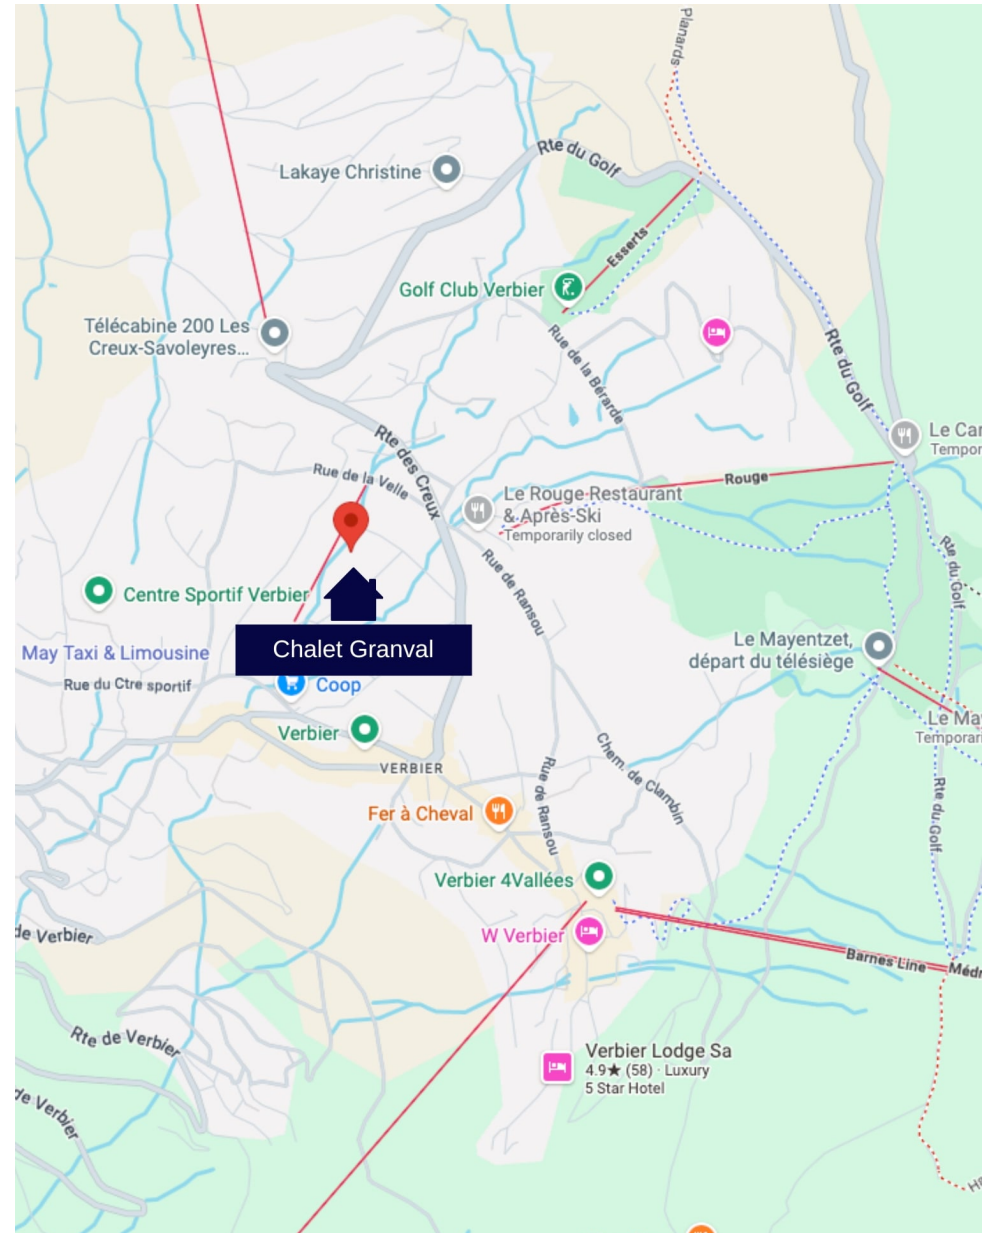 Planards
Rte du Golf
Lakaye Christine
Esserts
Golf Club Verbier
Télécabine 200 Les
Creux-Savoleyres...
Rue de la Bérarde
Rte du Golf
Rte des Creux
Le Car
Tempor
Rue de la Velle
Rouge
Le Rouge Restaurant
& Après-Ski
Temporarily closed
Rte du Golf
Rue de Ransou
Centre Sportif Verbier
Chalet Granval
May Taxi & Limousine
Le Mayentzet,
départ du télésiège
Rue du Ctre sportif
Coop
Le May
Temporar
Verbier
VERBIER
Chem. de Clambin
Rue de Ransou
Rte du Golf
Fer à Cheval
Verbier 4Vallées
W Verbier
de Verbier
Barnes Line
Médr
Rte de Verbier
Verbier Lodge Sa
4.9★ (58) · Luxury
5 Star Hotel
de Verbier